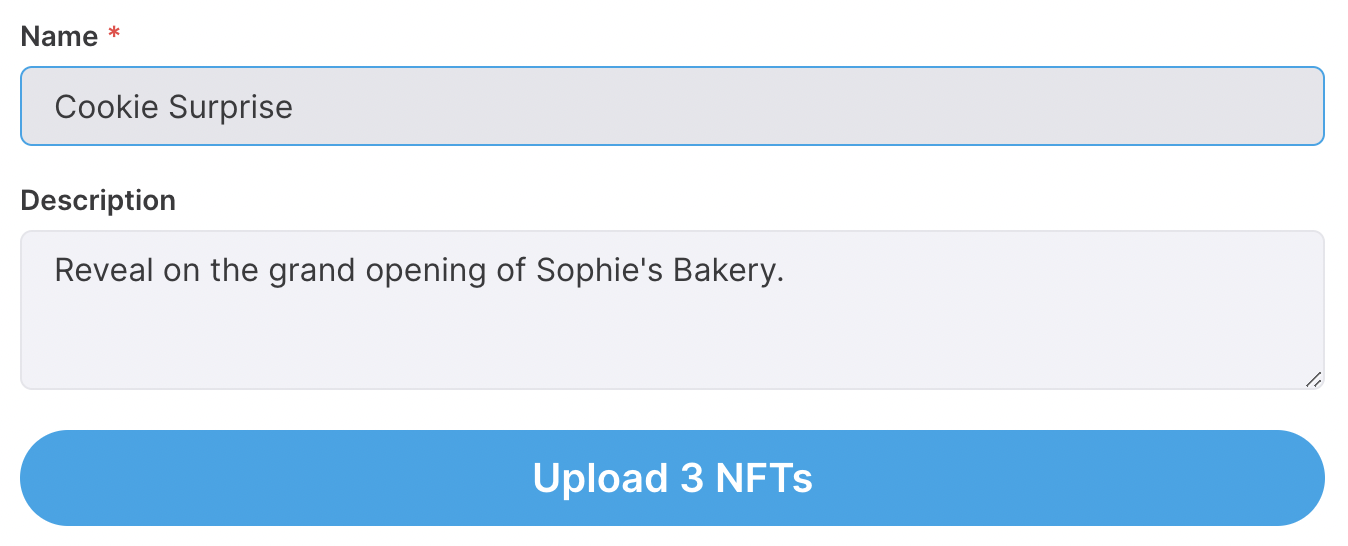 Name *
Cookie Surprise
Description
Reveal on the grand opening of Sophie's Bakery.
Upload 3 NFTs